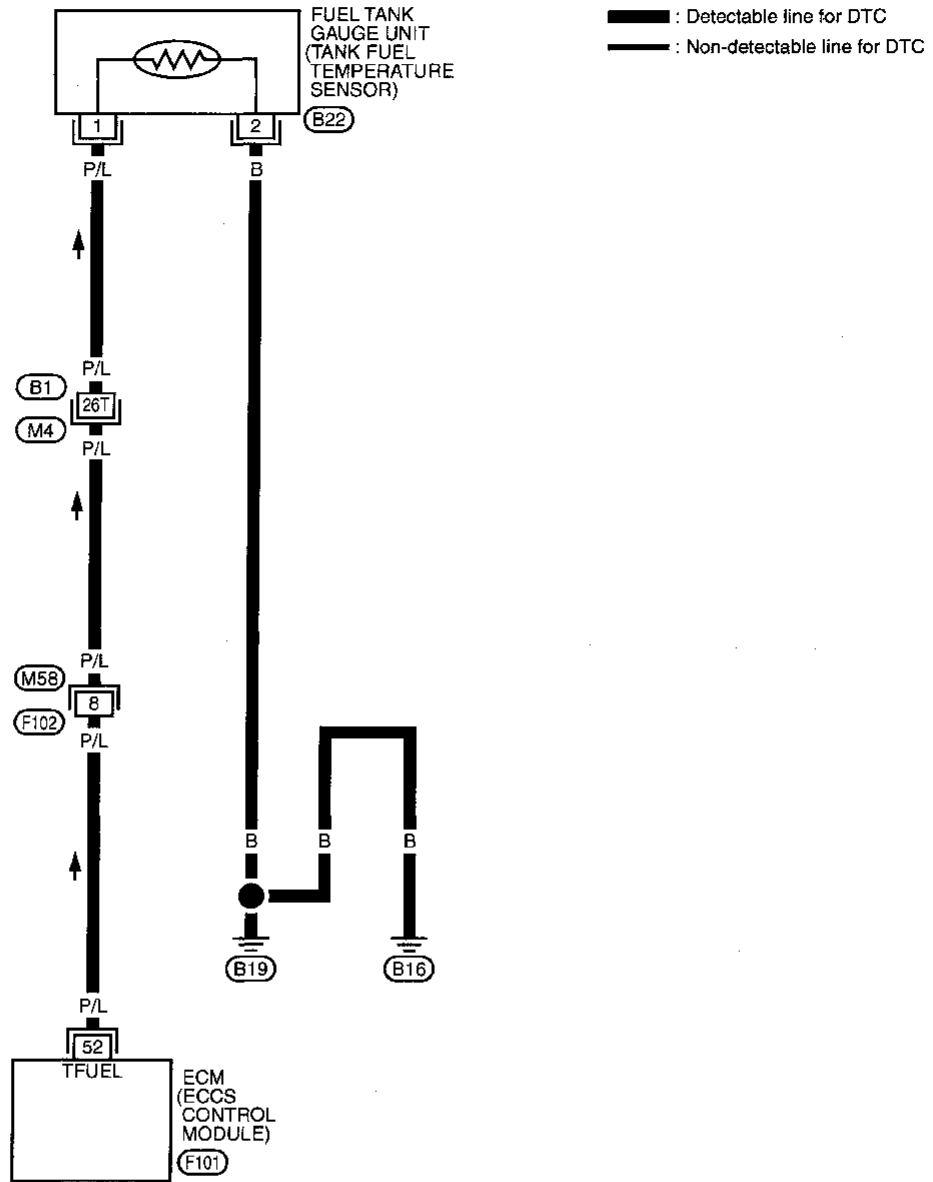 FUEL TANK
GAUGE UNIT
(TANK FUEL
TEMPERATURE
SENSOR)
B22
: Detectable line for DTC
: Non-detectable line for DTC
1
2
P/L
B
P/L
B1
26T
M4
P/L
P/L
M58
8
F102
P/L
B
B
B
B19
B16
P/L
52
TFUEL
ECM
(ECCS
CONTROL
MODULE)
F101